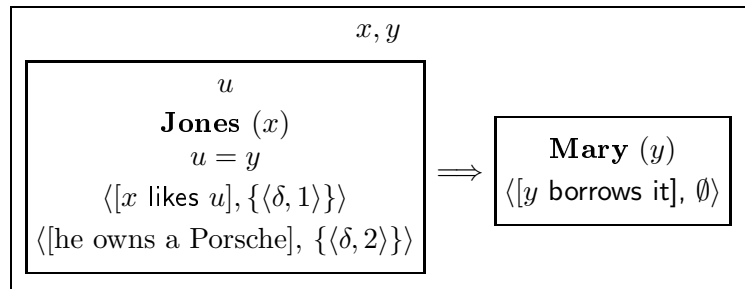 x, y
u
Jones (x)
u = y
⟨[x likes u], {⟨δ, 1⟩}⟩
⟨[he owns a Porsche], {⟨δ, 2⟩}⟩
⟹
Mary (y)
⟨[y borrows it], ∅⟩